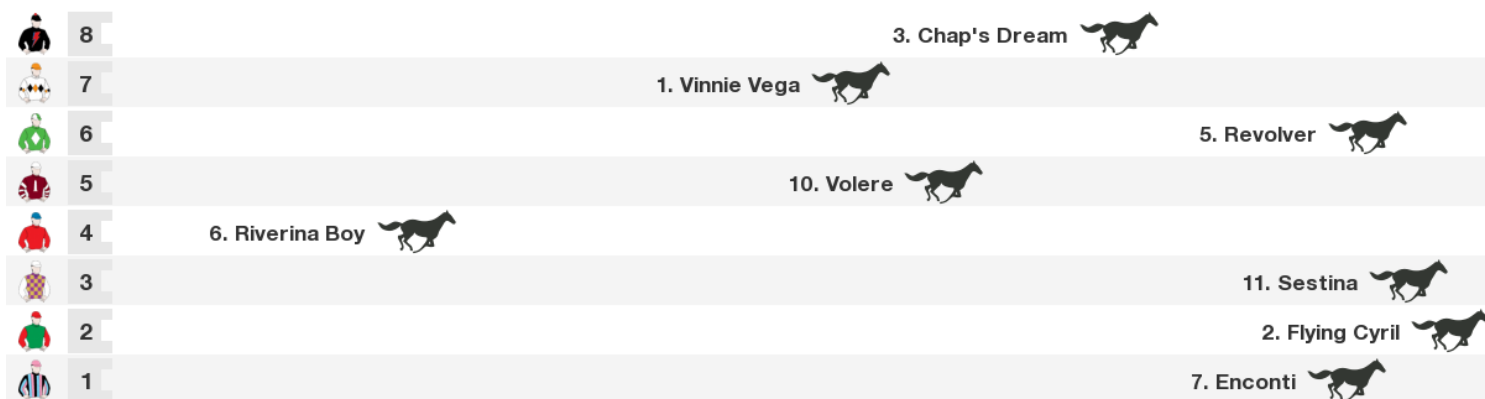 8 3. Chap's Dream
7 1. Vinnie Vega
6 5. Revolver
5 10. Volere
4 6. Riverina Boy
3 11. Sestina
2 2. Flying Cyril
1 7. Enconti